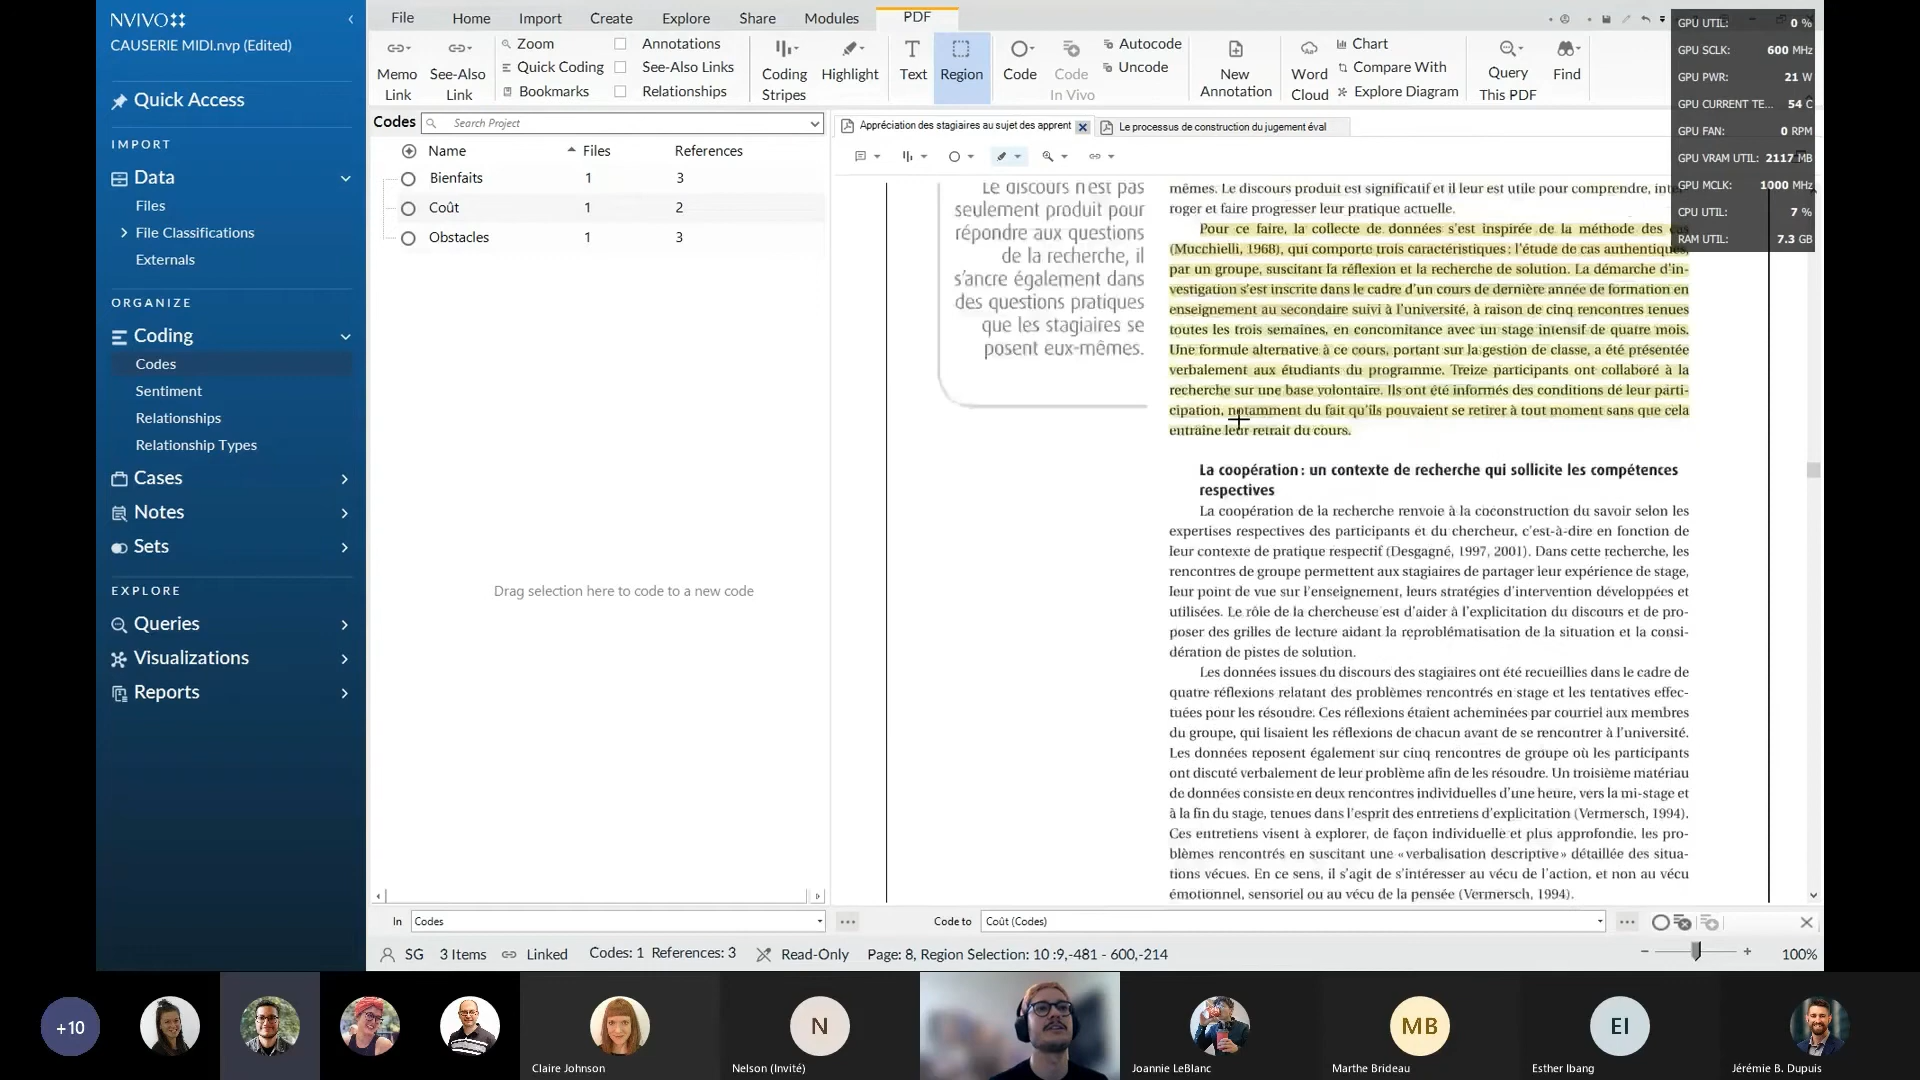 NVIVO
CAUSERIE MIDI.nvp (Edited)
Quick Access
IMPORT
Data
Files
File Classifications
Externals
ORGANIZE
Coding
Codes
Sentiment
Relationships
Relationship Types
Cases
Notes
Sets
EXPLORE
Queries
Visualizations
Reports
File Home Import Create Explore Share Modules PDF
Memo Link
See-Also Link
Zoom
Quick Coding
Bookmarks
Annotations
See-Also Links
Relationships
Coding Stripes
Highlight
Text
Region
Code
Code In Vivo
Autocode
Uncode
New Annotation
Word Cloud
Chart
Compare With
Explore Diagram
Query This PDF
Find
GPU UTIL: 0 %
GPU SCLK: 600 MHz
GPU PWR: 21 W
GPU CURRENT TE... 54 C
GPU FAN: 0 RPM
GPU VRAM UTIL: 2117 MB
GPU MCLK: 1000 MHz
CPU UTIL: 7 %
RAM UTIL: 7.3 GB
Codes Search Project
Name Files References
Bienfaits 1 3
Coût 1 2
Obstacles 1 3
Drag selection here to code to a new code
Appréciation des stagiaires au sujet des apprent
Le processus de construction du jugement éval
Le discours n'est pas
seulement produit pour
répondre aux questions
de la recherche, il
s'ancre également dans
des questions pratiques
que les stagiaires se
posent eux-mêmes.
mêmes. Le discours produit est significatif et il leur est utile pour comprendre, inter-
roger et faire progresser leur pratique actuelle.
Pour ce faire, la collecte de données s'est inspirée de la méthode des cas
(Mucchielli, 1968), qui comporte trois caractéristiques : l'étude de cas authentiques,
par un groupe, suscitant la réflexion et la recherche de solution. La démarche d'in-
vestigation s'est inscrite dans le cadre d'un cours de dernière année de formation en
enseignement au secondaire suivi à l'université, à raison de cinq rencontres tenues
toutes les trois semaines, en concomitance avec un stage intensif de quatre mois.
Une formule alternative à ce cours, portant sur la gestion de classe, a été présentée
verbalement aux étudiants du programme. Treize participants ont collaboré à la
recherche sur une base volontaire. Ils ont été informés des conditions de leur parti-
cipation, notamment du fait qu'ils pouvaient se retirer à tout moment sans que cela
entraîne leur retrait du cours.
La coopération : un contexte de recherche qui sollicite les compétences
respectives
La coopération de la recherche renvoie à la coconstruction du savoir selon les
expertises respectives des participants et du chercheur, c'est-à-dire en fonction de
leur contexte de pratique respectif (Desgagné, 1997, 2001). Dans cette recherche, les
rencontres de groupe permettent aux stagiaires de partager leur expérience de stage,
leur point de vue sur l'enseignement, leurs stratégies d'intervention développées et
utilisées. Le rôle de la chercheuse est d'aider à l'explicitation du discours et de pro-
poser des grilles de lecture aidant la reproblématisation de la situation et la consi-
dération de pistes de solution.
Les données issues du discours des stagiaires ont été recueillies dans le cadre de
quatre réflexions relatant des problèmes rencontrés en stage et les tentatives effec-
tuées pour les résoudre. Ces réflexions étaient acheminées par courriel aux membres
du groupe, qui lisaient les réflexions de chacun avant de se rencontrer à l'université.
Les données reposent également sur cinq rencontres de groupe où les participants
ont discuté verbalement de leur problème afin de les résoudre. Un troisième matériau
de données consiste en deux rencontres individuelles d'une heure, vers la mi-stage et
à la fin du stage, tenues dans l'esprit des entretiens d'explicitation (Vermersch, 1994).
Ces entretiens visent à explorer, de façon individuelle et plus approfondie, les pro-
blèmes rencontrés en suscitant une «verbalisation descriptive» détaillée des situa-
tions vécues. En ce sens, il s'agit de s'intéresser au vécu de l'action, et non au vécu
émotionnel, sensoriel ou au vécu de la pensée (Vermersch, 1994).
In Codes Code to Coût (Codes)
SG 3 Items Linked Codes: 1 References: 3 Read-Only Page: 8, Region Selection: 10 :9,-481 - 600,-214 100%
+10
N
MB
EI
Claire Johnson
Nelson (Invité)
Joannie LeBlanc
Marthe Brideau
Esther Ibang
Jérémie B. Dupuis